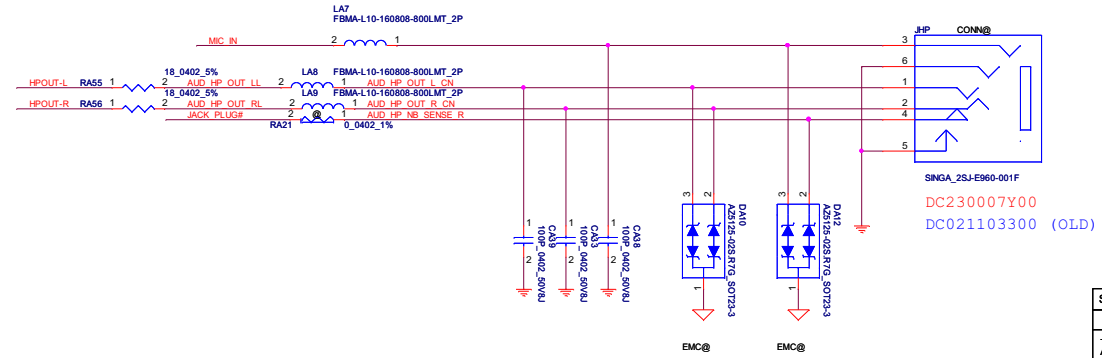 LA7
FBMA-L10-160808-800LMT_2P
MIC_IN 2 1
JHP CONN@
3
6
1
2
4
5
18_0402_5% LA8 FBMA-L10-160808-800LMT_2P
HPOUT-L RA55 1 2 AUD_HP_OUT_LL 2 1 AUD_HP_OUT_L_CN
18_0402_5% LA9 FBMA-L10-160808-800LMT_2P
HPOUT-R RA56 1 2 AUD_HP_OUT_RL 2 1 AUD_HP_OUT_R_CN
JACK_PLUG# 2 @ 1 AUD_HP_NB_SENSE_R
RA21 0_0402_1%
SINGA_2SJ-E960-001F
DC230007Y00
DC021103300 (OLD)
1
2
CA39
100P_0402_50V8J
1
2
CA33
100P_0402_50V8J
1
2
CA38
100P_0402_50V8J
3 2
1
DA10
AZ5125-02S.R7G_SOT23-3
3 2
1
DA12
AZ5125-02S.R7G_SOT23-3
EMC@ EMC@